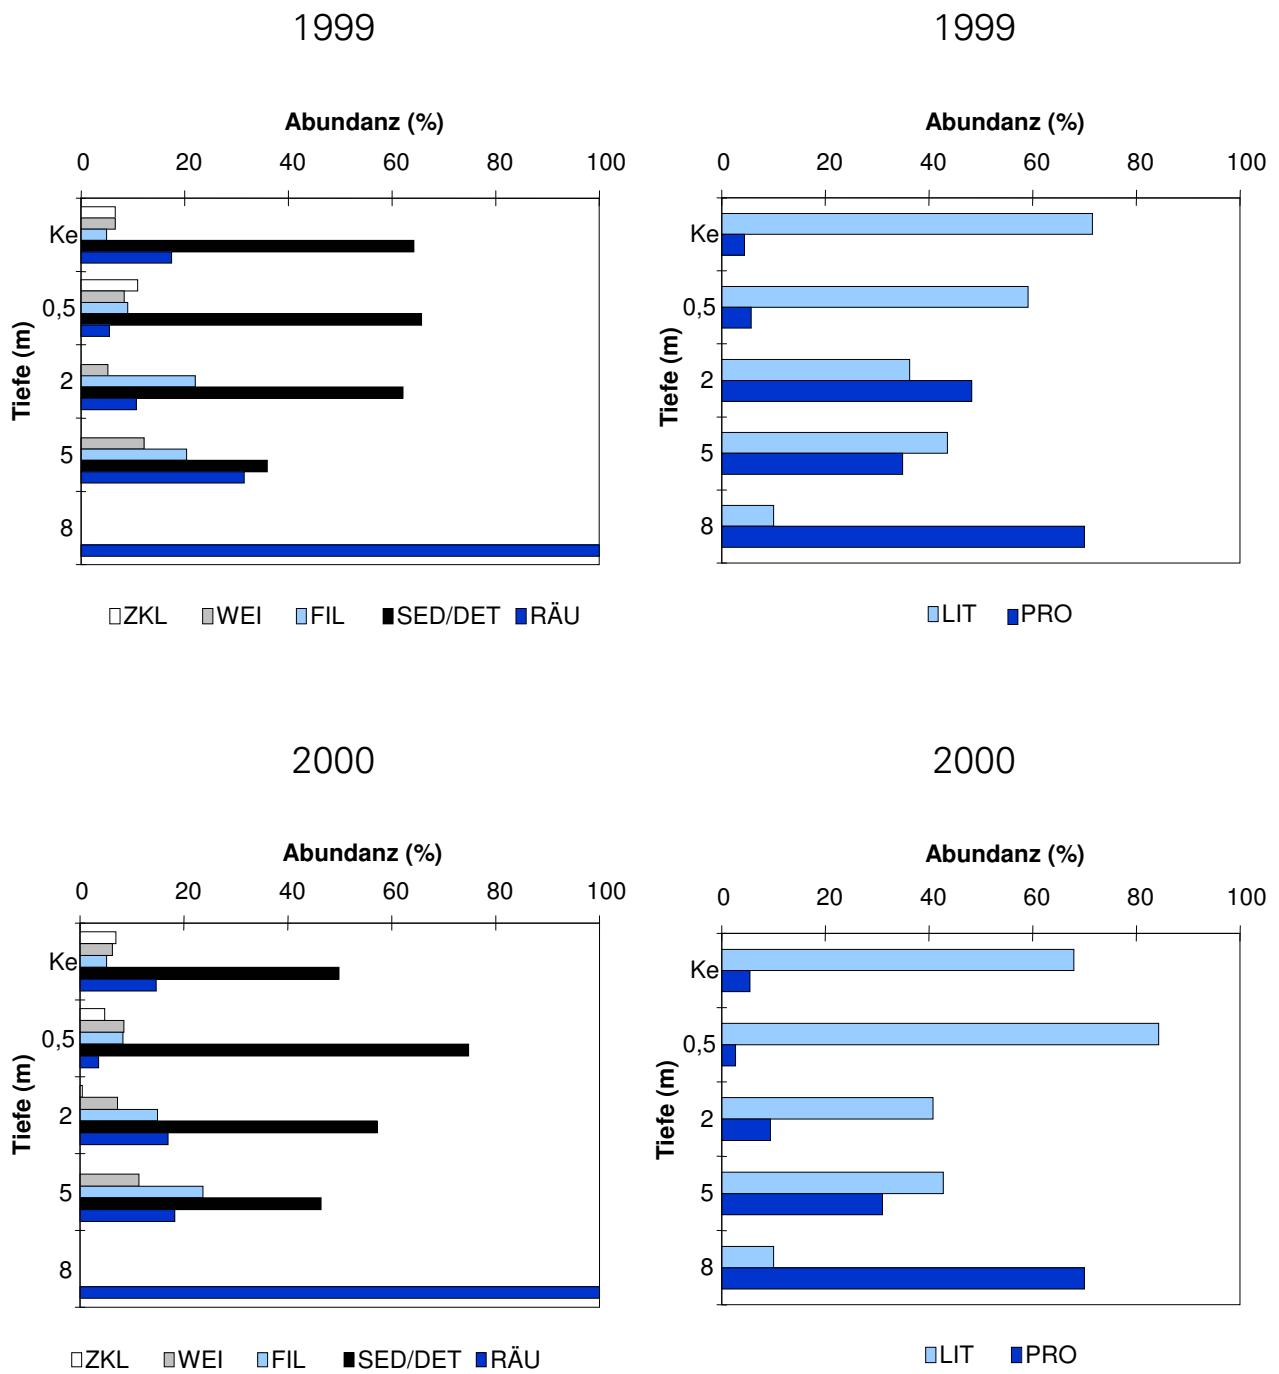 1999
Abundanz (%)
0 20 40 60 80 100
Tiefe (m)
Ke
0,5
2
5
8
ZKL WEI FIL SED/DET RÄU
1999
Abundanz (%)
0 20 40 60 80 100
Tiefe (m)
Ke
0,5
2
5
8
LIT PRO
2000
Abundanz (%)
0 20 40 60 80 100
Tiefe (m)
Ke
0,5
2
5
8
ZKL WEI FIL SED/DET RÄU
2000
Abundanz (%)
0 20 40 60 80 100
Tiefe (m)
Ke
0,5
2
5
8
LIT PRO